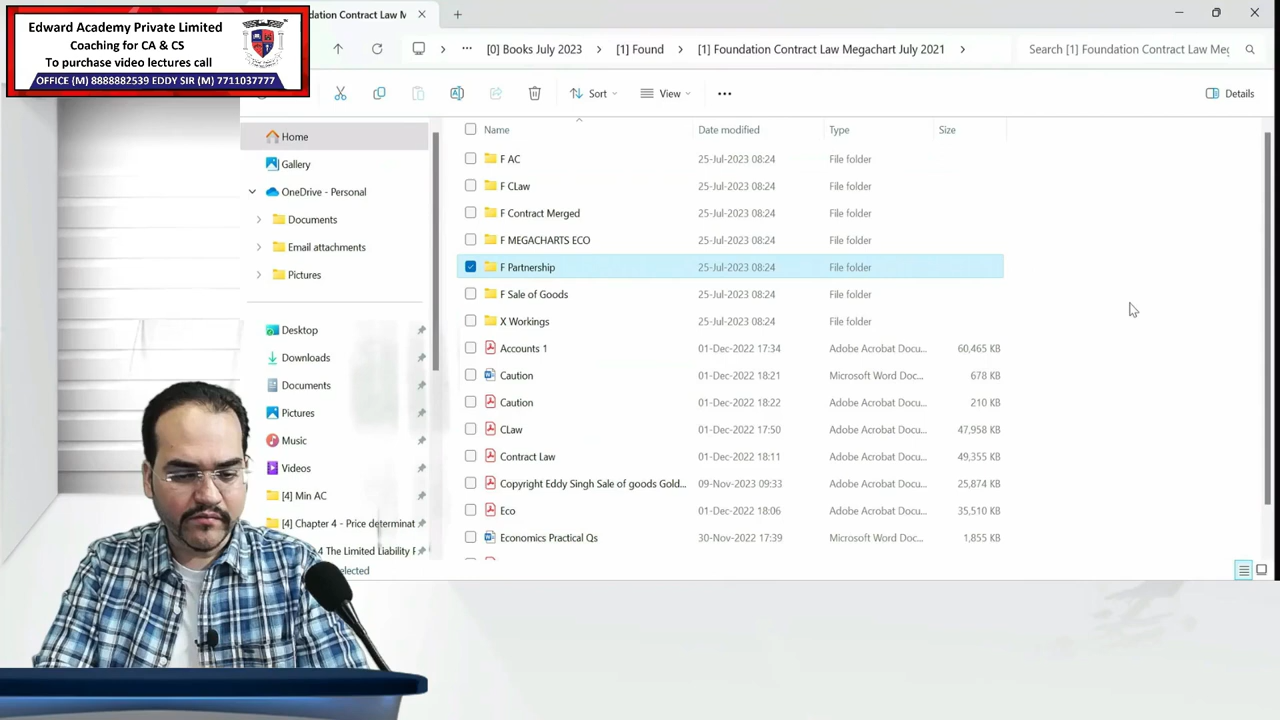 Edward Academy Private Limited
Coaching for CA & CS
To purchase video lectures call
OFFICE (M) 8888882539 EDDY SIR (M) 7711037777
undation Contract Law M
[0] Books July 2023
[1] Found
[1] Foundation Contract Law Megachart July 2021
Search [1] Foundation Contract Law Me
Sort
View
Details
Home
Gallery
OneDrive - Personal
Documents
Email attachments
Pictures
Desktop
Downloads
Documents
Pictures
Music
Videos
[4] Min AC
[4] Chapter 4 - Price determinat
4 The Limited Liability F
elected
Name Date modified Type Size
F AC 25-Jul-2023 08:24 File folder
F CLaw 25-Jul-2023 08:24 File folder
F Contract Merged 25-Jul-2023 08:24 File folder
F MEGACHARTS ECO 25-Jul-2023 08:24 File folder
F Partnership 25-Jul-2023 08:24 File folder
F Sale of Goods 25-Jul-2023 08:24 File folder
X Workings 25-Jul-2023 08:24 File folder
Accounts 1 01-Dec-2022 17:34 Adobe Acrobat Docu... 60,465 KB
Caution 01-Dec-2022 18:21 Microsoft Word Doc... 678 KB
Caution 01-Dec-2022 18:22 Adobe Acrobat Docu... 210 KB
CLaw 01-Dec-2022 17:50 Adobe Acrobat Docu... 47,958 KB
Contract Law 01-Dec-2022 18:11 Adobe Acrobat Docu... 49,355 KB
Copyright Eddy Singh Sale of goods Gold... 09-Nov-2023 09:33 Adobe Acrobat Docu... 25,874 KB
Eco 01-Dec-2022 18:06 Adobe Acrobat Docu... 35,510 KB
Economics Practical Qs 30-Nov-2022 17:39 Microsoft Word Doc... 1,855 KB